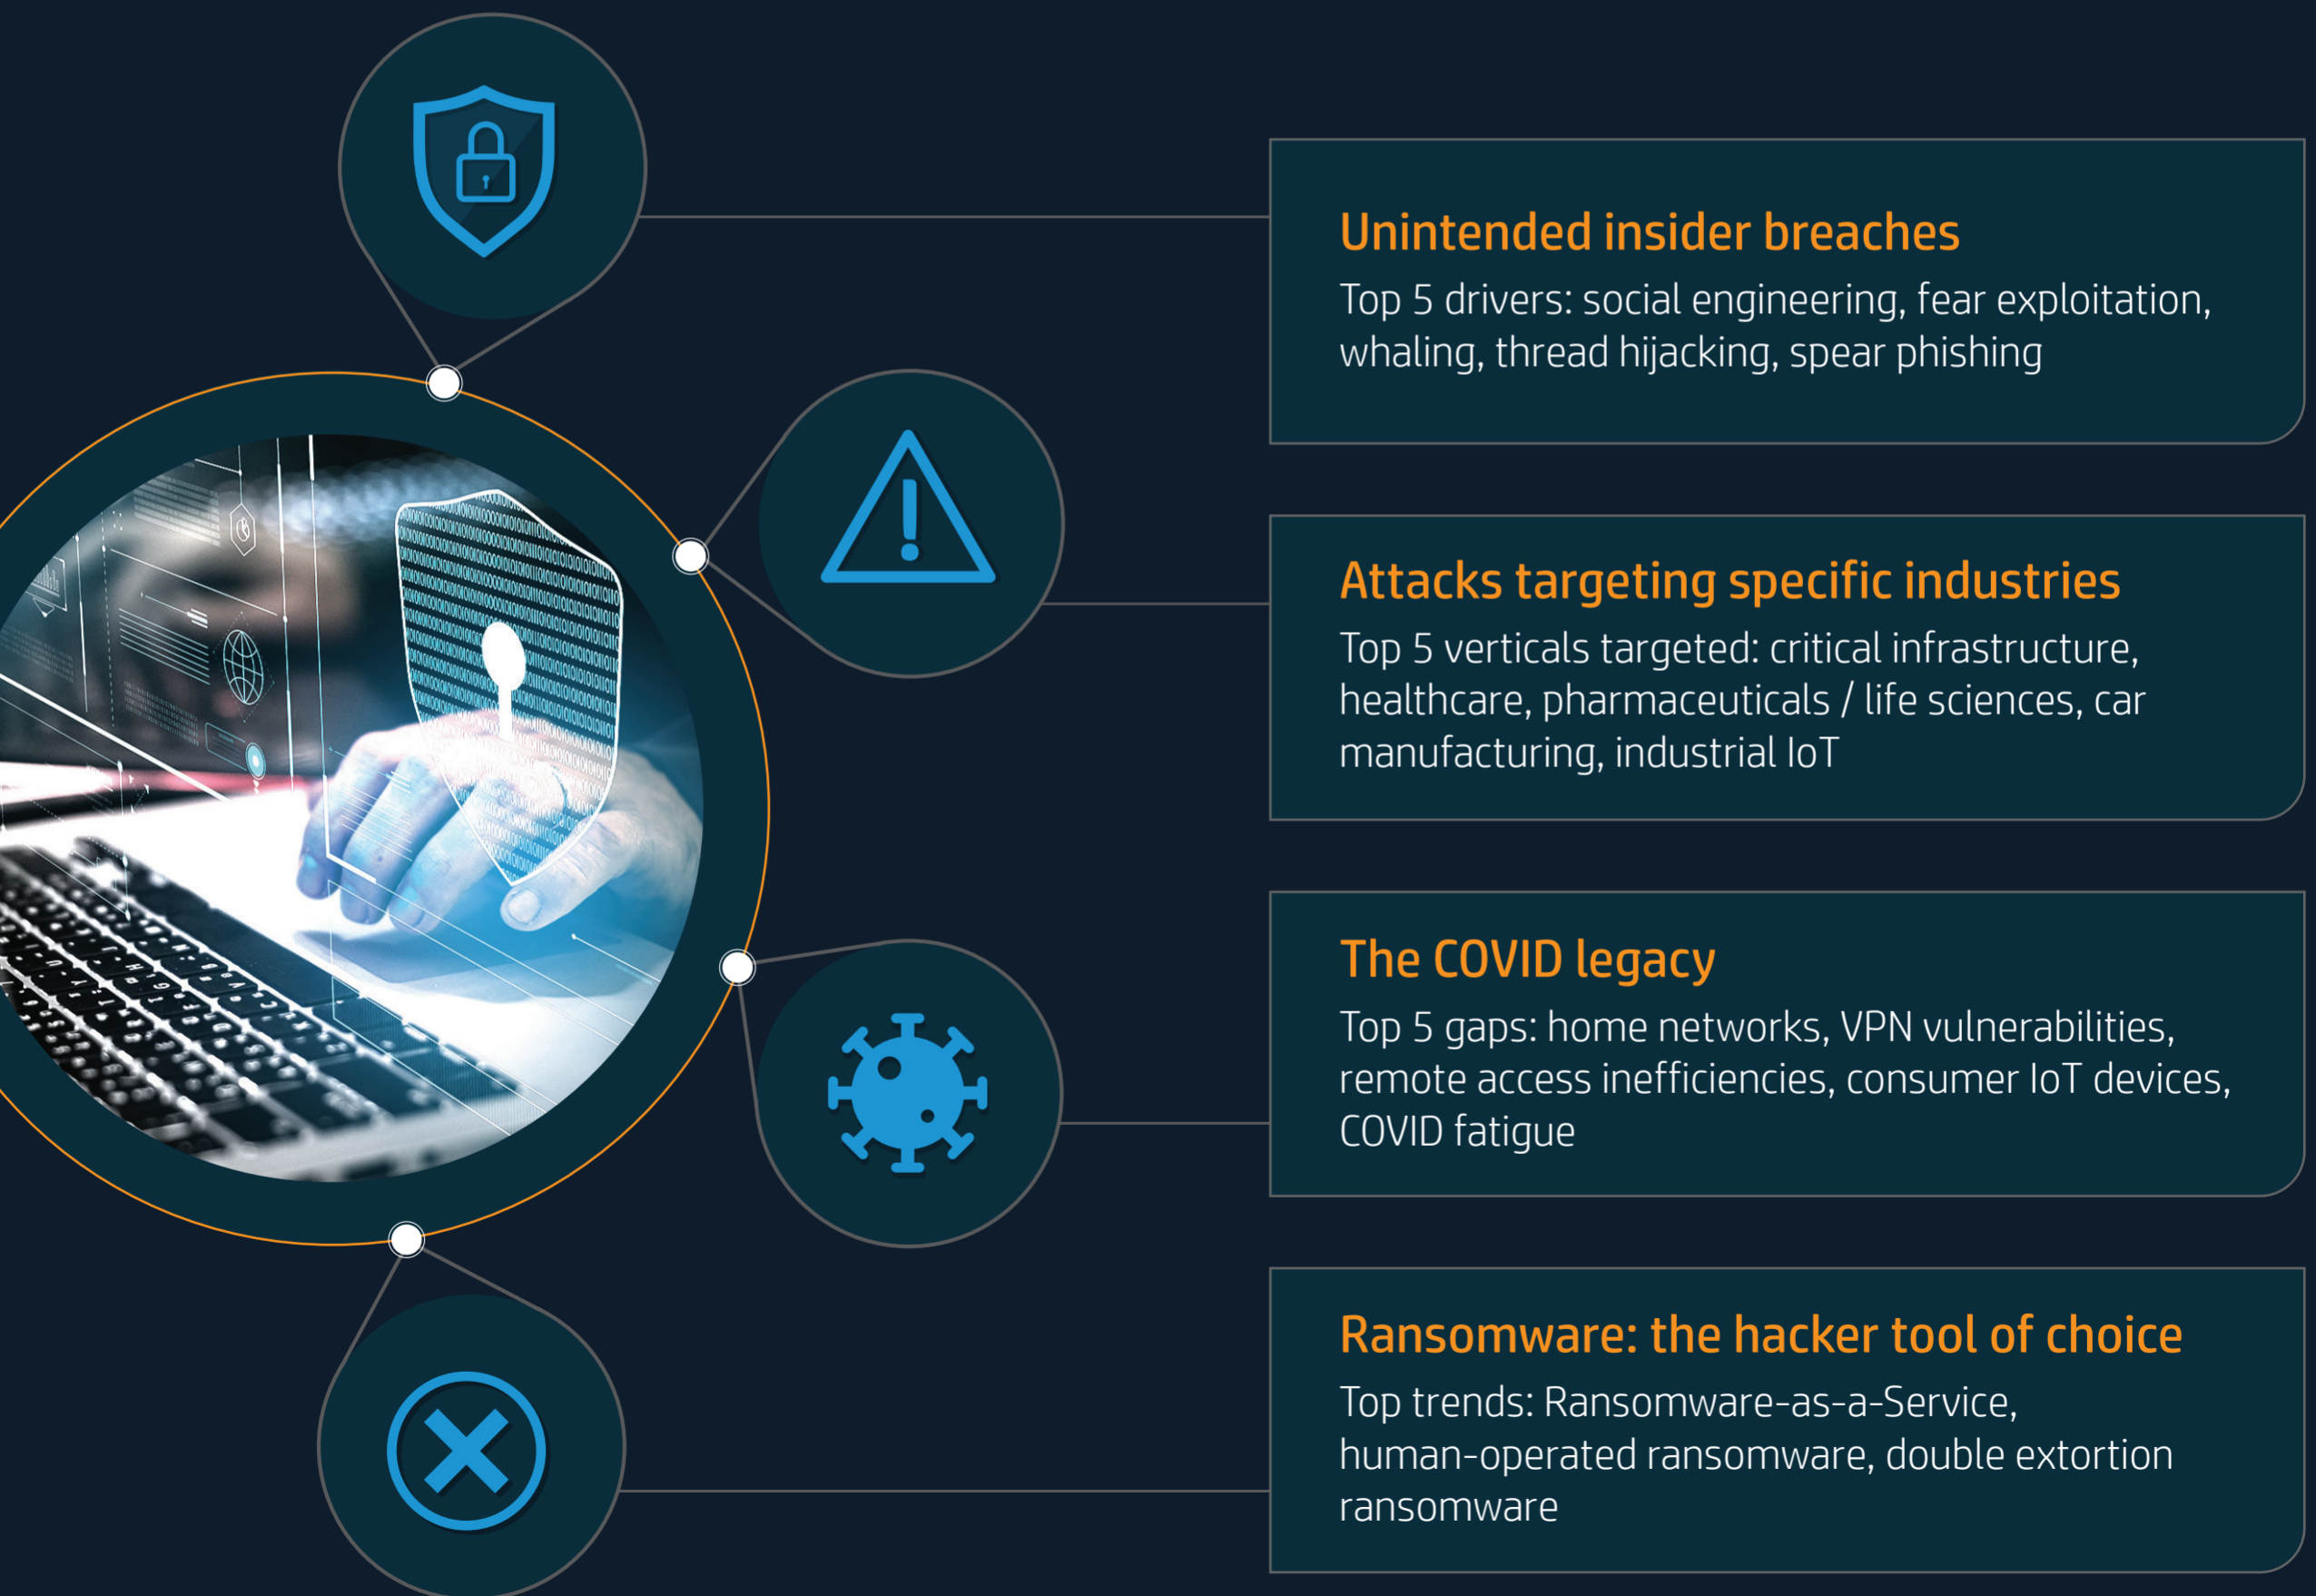 Unintended insider breaches
Top 5 drivers: social engineering, fear exploitation,
whaling, thread hijacking, spear phishing
Attacks targeting specific industries
Top 5 verticals targeted: critical infrastructure,
healthcare, pharmaceuticals / life sciences, car
manufacturing, industrial IoT
The COVID legacy
Top 5 gaps: home networks, VPN vulnerabilities,
remote access inefficiencies, consumer IoT devices,
COVID fatigue
Ransomware: the hacker tool of choice
Top trends: Ransomware-as-a-Service,
human-operated ransomware, double extortion
ransomware